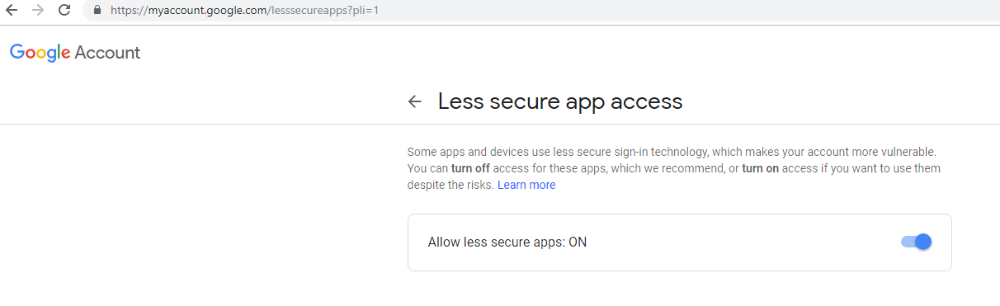 https://myaccount.google.com/lesssecureapps?pli=1
Google Account
Less secure app access
Some apps and devices use less secure sign-in technology, which makes your account more vulnerable.
You can turn off access for these apps, which we recommend, or turn on access if you want to use them
despite the risks. Learn more
Allow less secure apps: ON